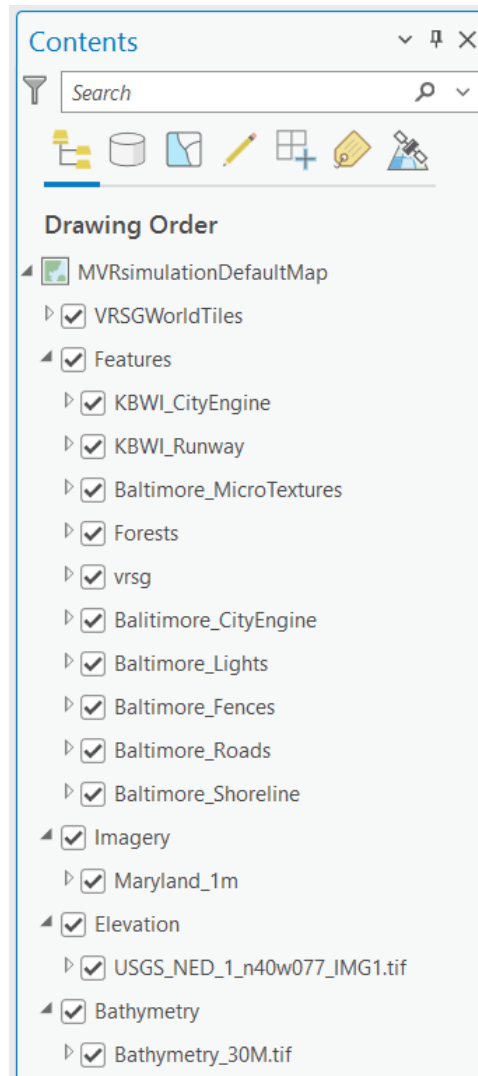 Contents
Search
Drawing Order
MVRsimulationDefaultMap
VRSGWorldTiles
Features
KBWI_CityEngine
KBWI_Runway
Baltimore_MicroTextures
Forests
vrsg
Balitimore_CityEngine
Baltimore_Lights
Baltimore_Fences
Baltimore_Roads
Baltimore_Shoreline
Imagery
Maryland_1m
Elevation
USGS_NED_1_n40w077_IMG1.tif
Bathymetry
Bathymetry_30M.tif